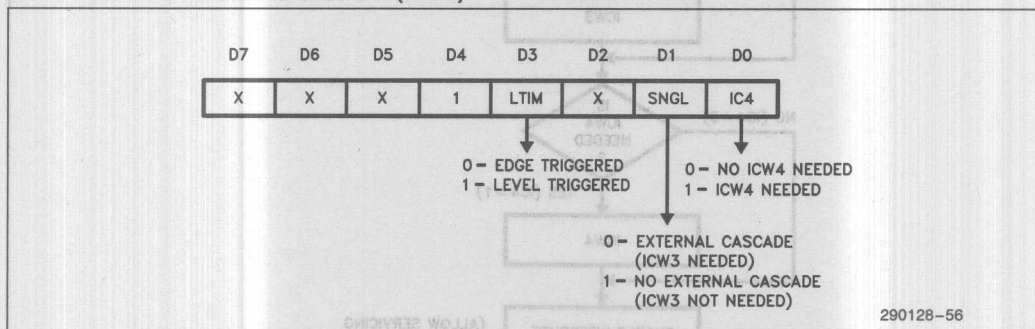 D7 D6 D5 D4 D3 D2 D1 D0
X X X 1 LTIM X SNGL IC4
0 – EDGE TRIGGERED
1 – LEVEL TRIGGERED
0 – NO ICW4 NEEDED
1 – ICW4 NEEDED
0 – EXTERNAL CASCADE
(ICW3 NEEDED)
1 – NO EXTERNAL CASCADE
(ICW3 NOT NEEDED)
290128–56